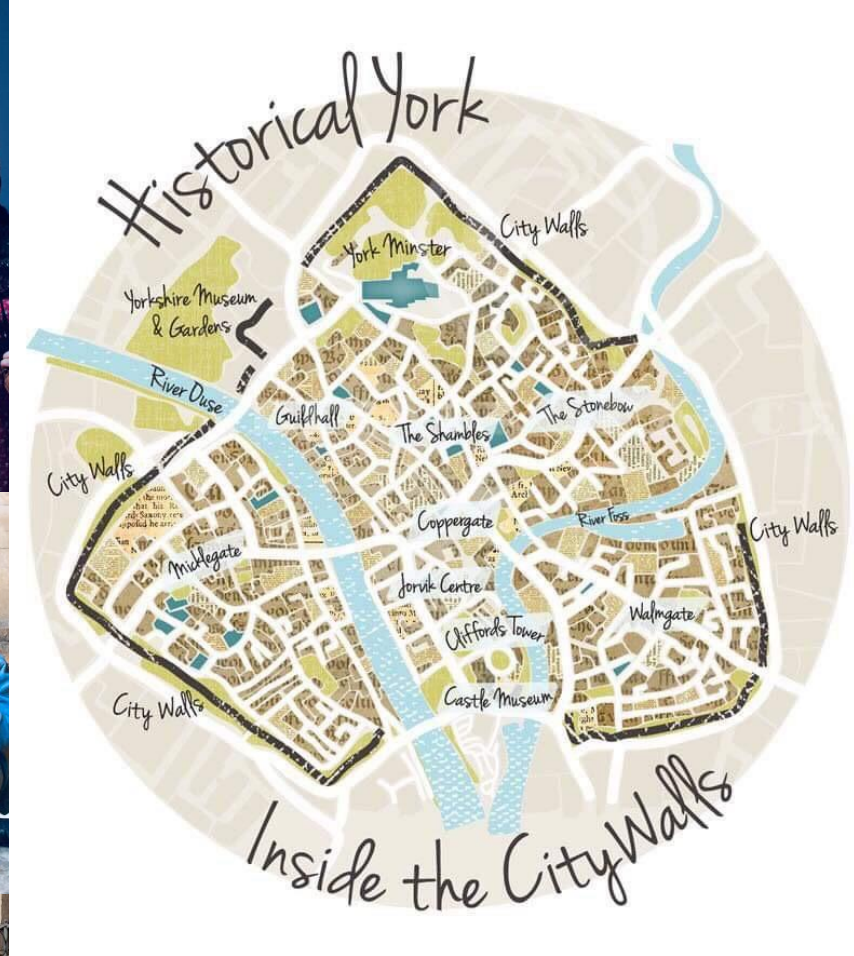 Historical York
City Walls
York Minster
Yorkshire Museum
& Gardens
River Ouse
Guildhall
The Shambles
The Stonebow
City Walls
Coppergate
River Foss
City Walls
Micklegate
Jorvik Centre
Walmgate
Cliffords Tower
City Walls
Castle Museum
Inside the City Walls